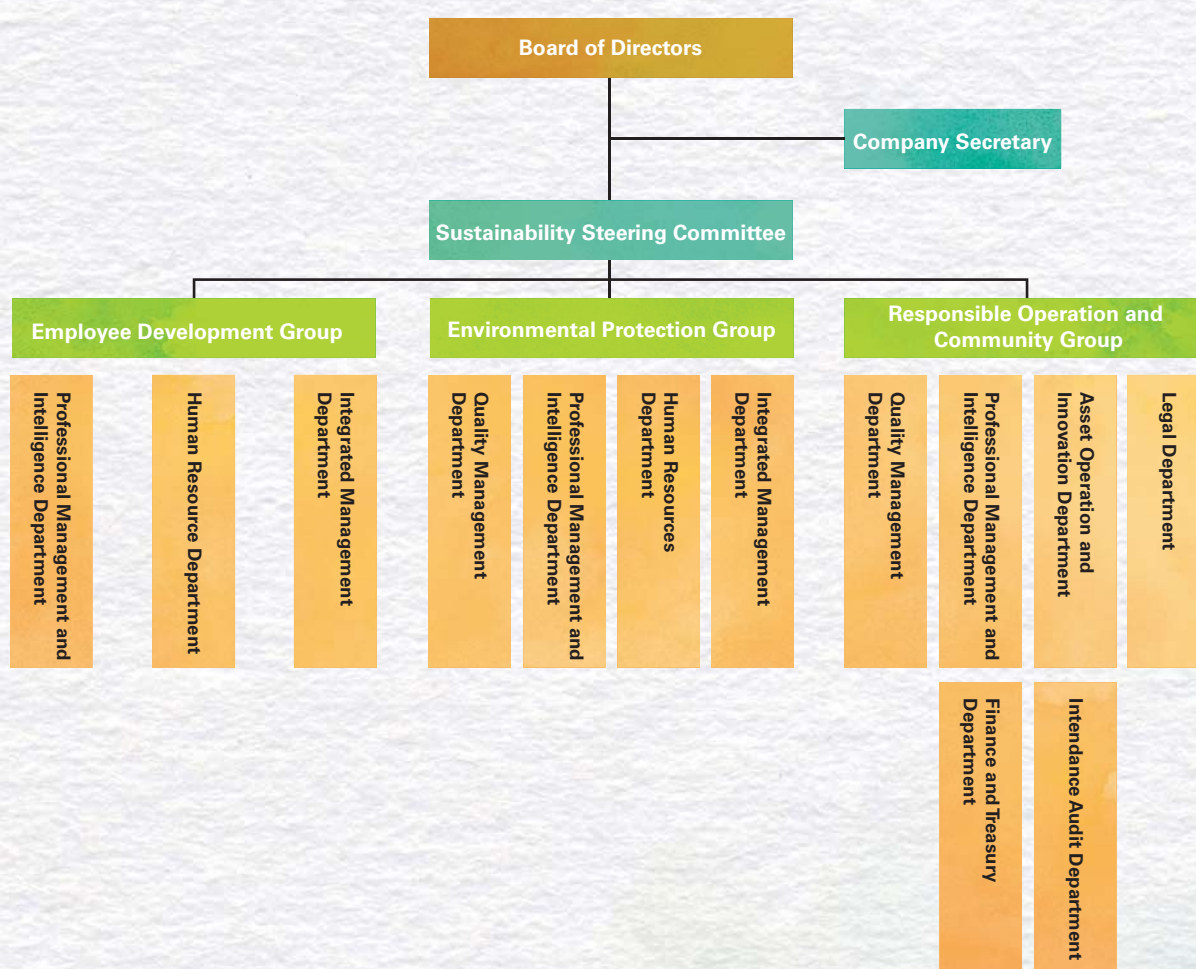 Board of Directors
Company Secretary
Sustainability Steering Committee
Employee Development Group
Environmental Protection Group
Responsible Operation and
Community Group
Professional Management and
Intelligence Department
Human Resource Department
Integrated Management
Department
Quality Management
Department
Professional Management and
Intelligence Department
Human Resources
Department
Integrated Management
Department
Quality Management
Department
Professional Management and
Intelligence Department
Asset Operation and
Innovation Department
Legal Department
Finance and Treasury
Department
Intendance Audit Department